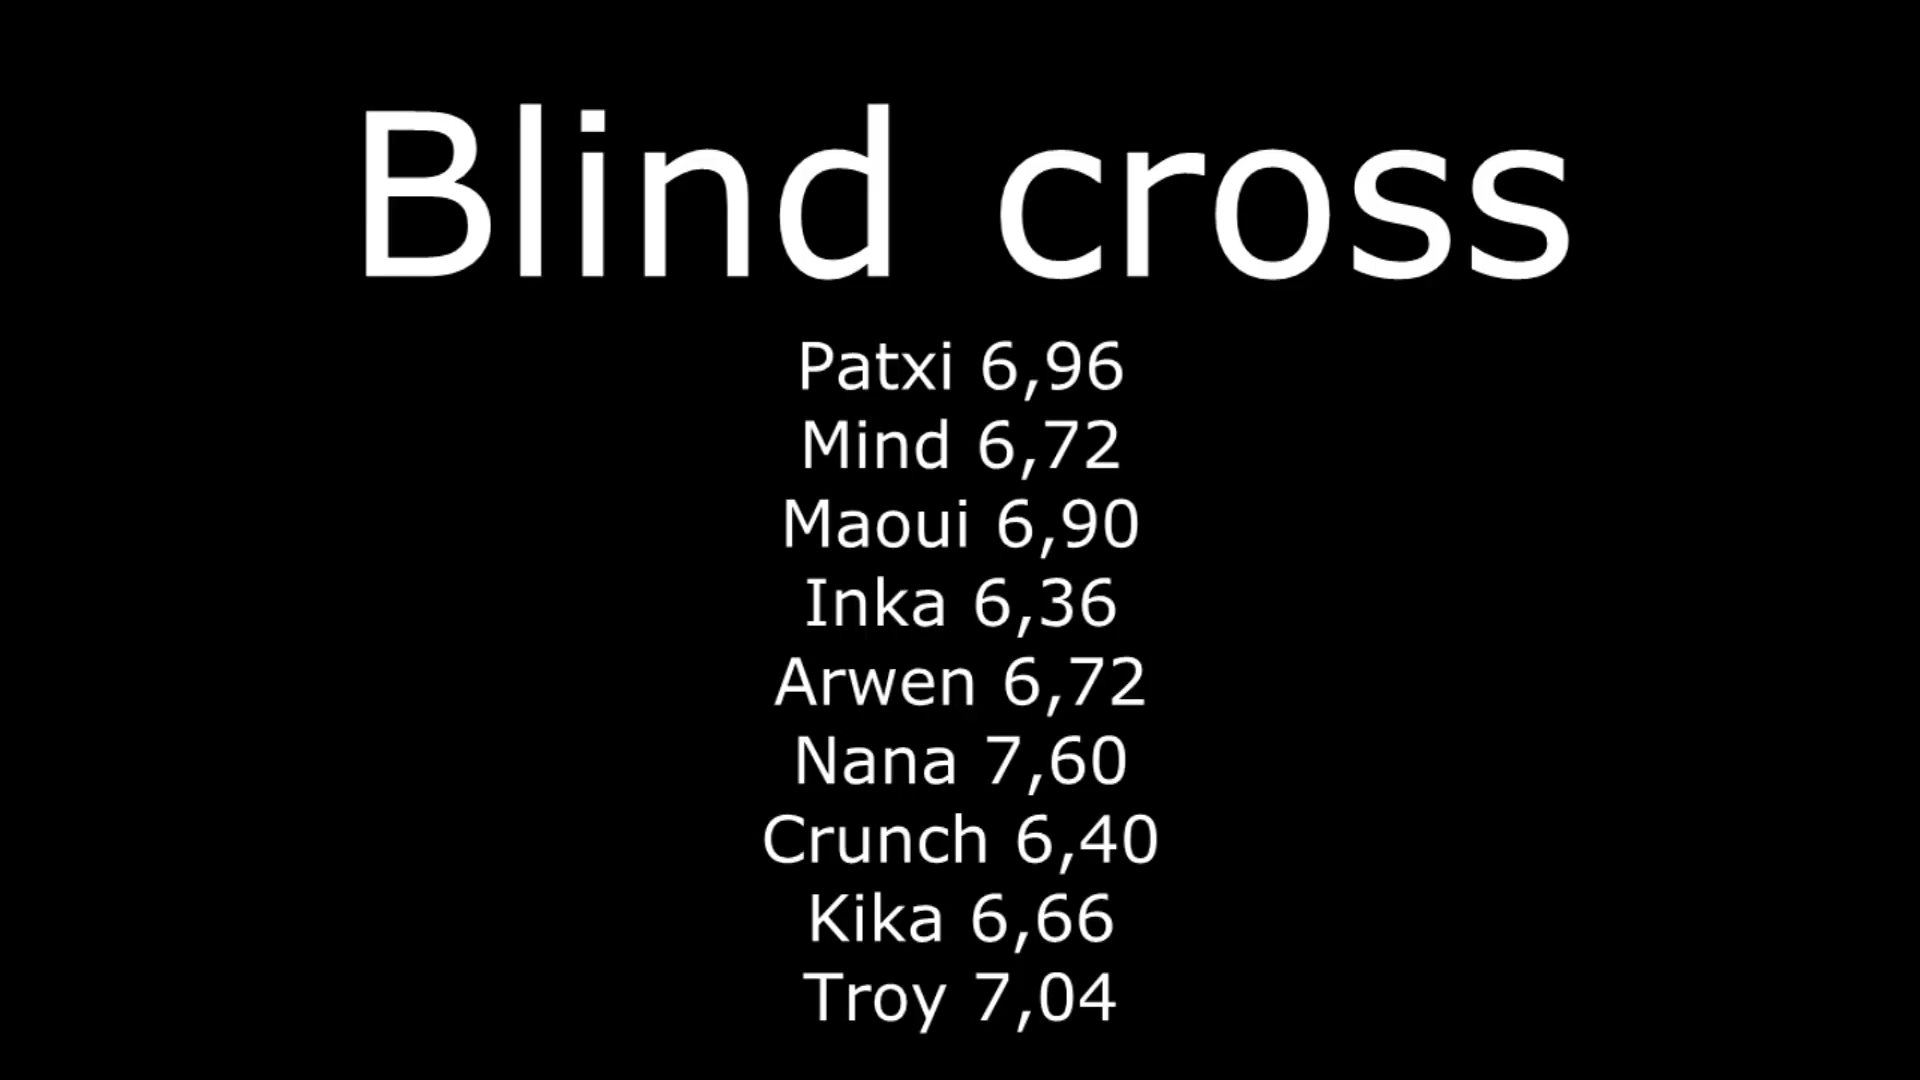 Blind cross
Patxi 6,96
Mind 6,72
Maoui 6,90
Inka 6,36
Arwen 6,72
Nana 7,60
Crunch 6,40
Kika 6,66
Troy 7,04